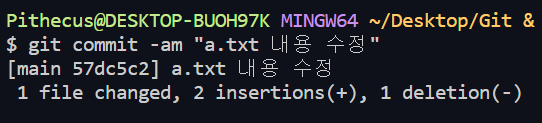 Pithecus@DESKTOP-BUOH97K MINGW64 ~/Desktop/Git &
$ git commit -am "a.txt 내용 수정"
[main 57dc5c2] a.txt 내용 수정
1 file changed, 2 insertions(+), 1 deletion(-)